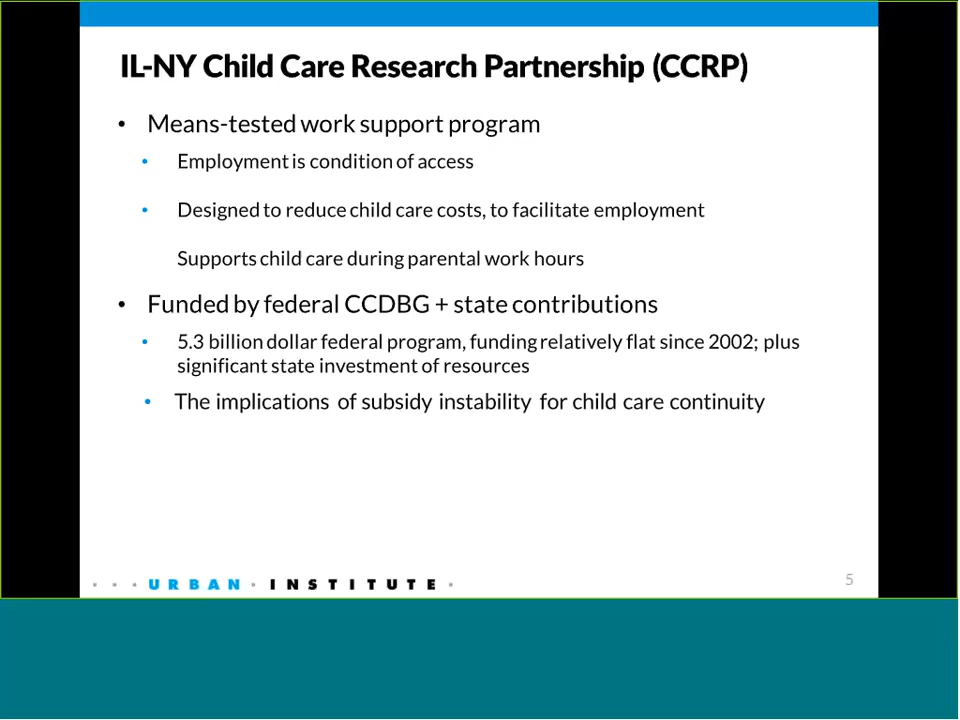 IL-NY Child Care Research Partnership (CCRP)
• Means-tested work support program
• Employment is condition of access
• Designed to reduce child care costs, to facilitate employment
Supports child care during parental work hours
• Funded by federal CCDBG + state contributions
• 5.3 billion dollar federal program, funding relatively flat since 2002; plus
significant state investment of resources
• The implications of subsidy instability for child care continuity
URBAN INSTITUTE
5